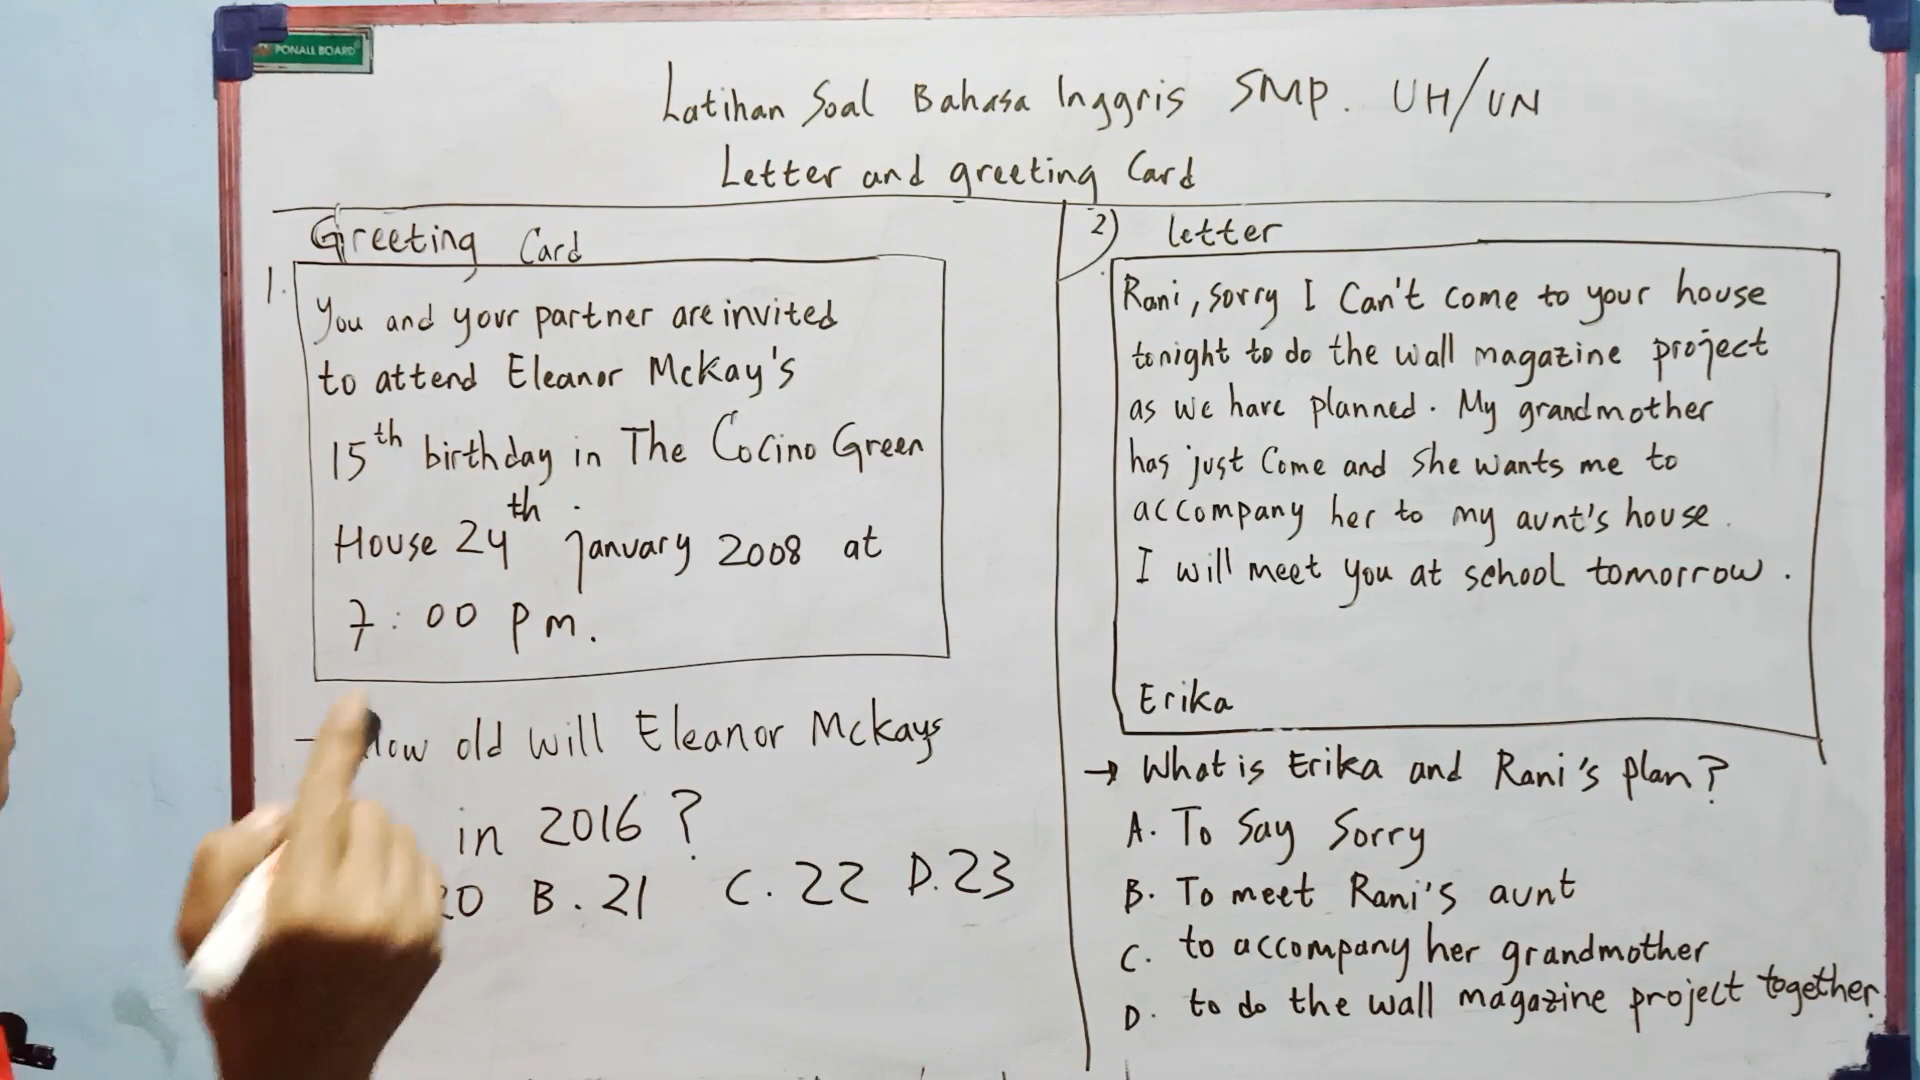 PONALL BOARD
Latihan Soal Bahasa Inggris SMP. UH/UN
Letter and greeting Card
Greeting Card
1.
You and your partner are invited
to attend Eleanor McKay's
15th birthday in The Cocino Green
House 24th january 2008 at
7:00 pm.
- How old will Eleanor Mckays
in 2016?
20 B. 21 C. 22 D. 23
2) letter
Rani, sorry I Can't come to your house
tonight to do the wall magazine project
as we have planned. My grandmother
has just Come and She wants me to
accompany her to my aunt's house.
I will meet you at school tomorrow.
Erika
→ What is Erika and Rani's plan?
A. To Say Sorry
B. To meet Rani's aunt
C. to accompany her grandmother
D. to do the wall magazine project together.